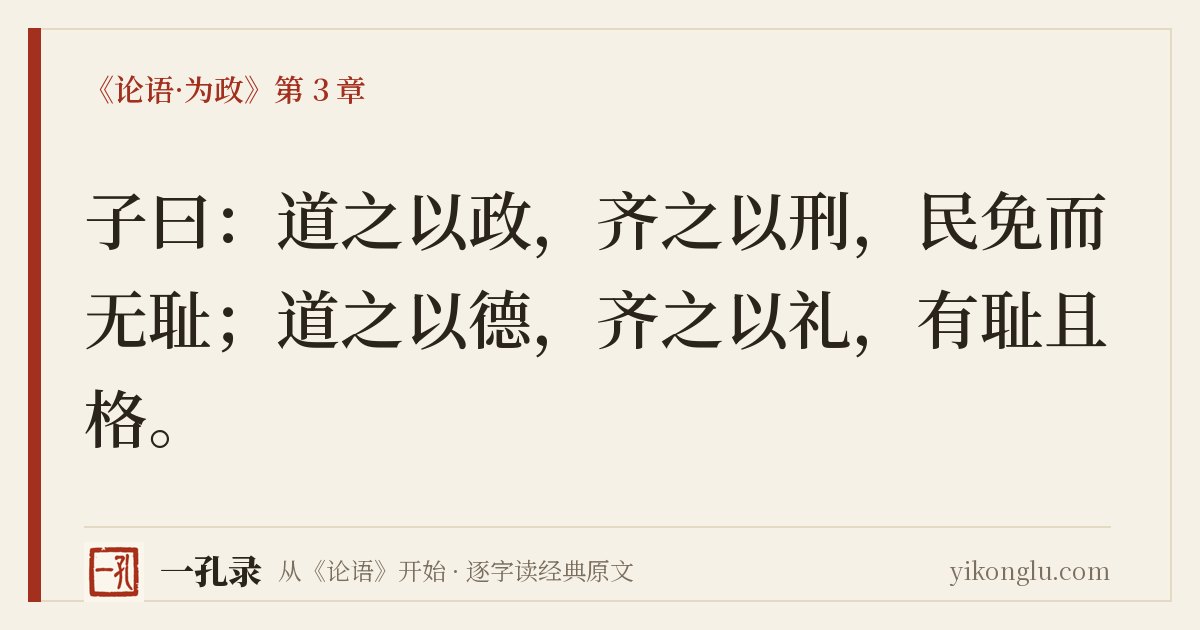 《论语·为政》第 3 章
子曰：道之以政，齐之以刑，民免而
无耻；道之以德，齐之以礼，有耻且
格。
一孔
一孔录 从《论语》开始 · 逐字读经典原文 yikonglu.com